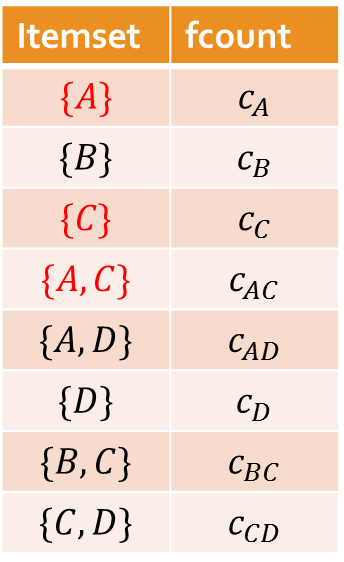 Itemset fcount
{A} c_A
{B} c_B
{C} c_C
{A, C} c_AC
{A, D} c_AD
{D} c_D
{B, C} c_BC
{C, D} c_CD